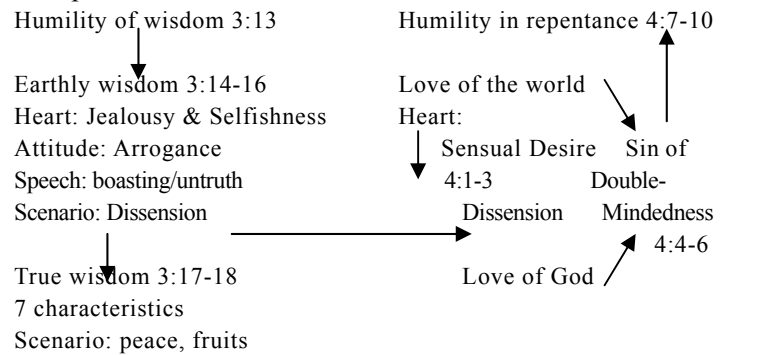 Humility of wisdom 3:13 Humility in repentance 4:7-10
Earthly wisdom 3:14-16 Love of the world
Heart: Jealousy & Selfishness Heart:
Attitude: Arrogance Sensual Desire Sin of
Speech: boasting/untruth 4:1-3 Double-
Scenario: Dissension Dissension Mindedness
4:4-6
True wisdom 3:17-18 Love of God
7 characteristics
Scenario: peace, fruits